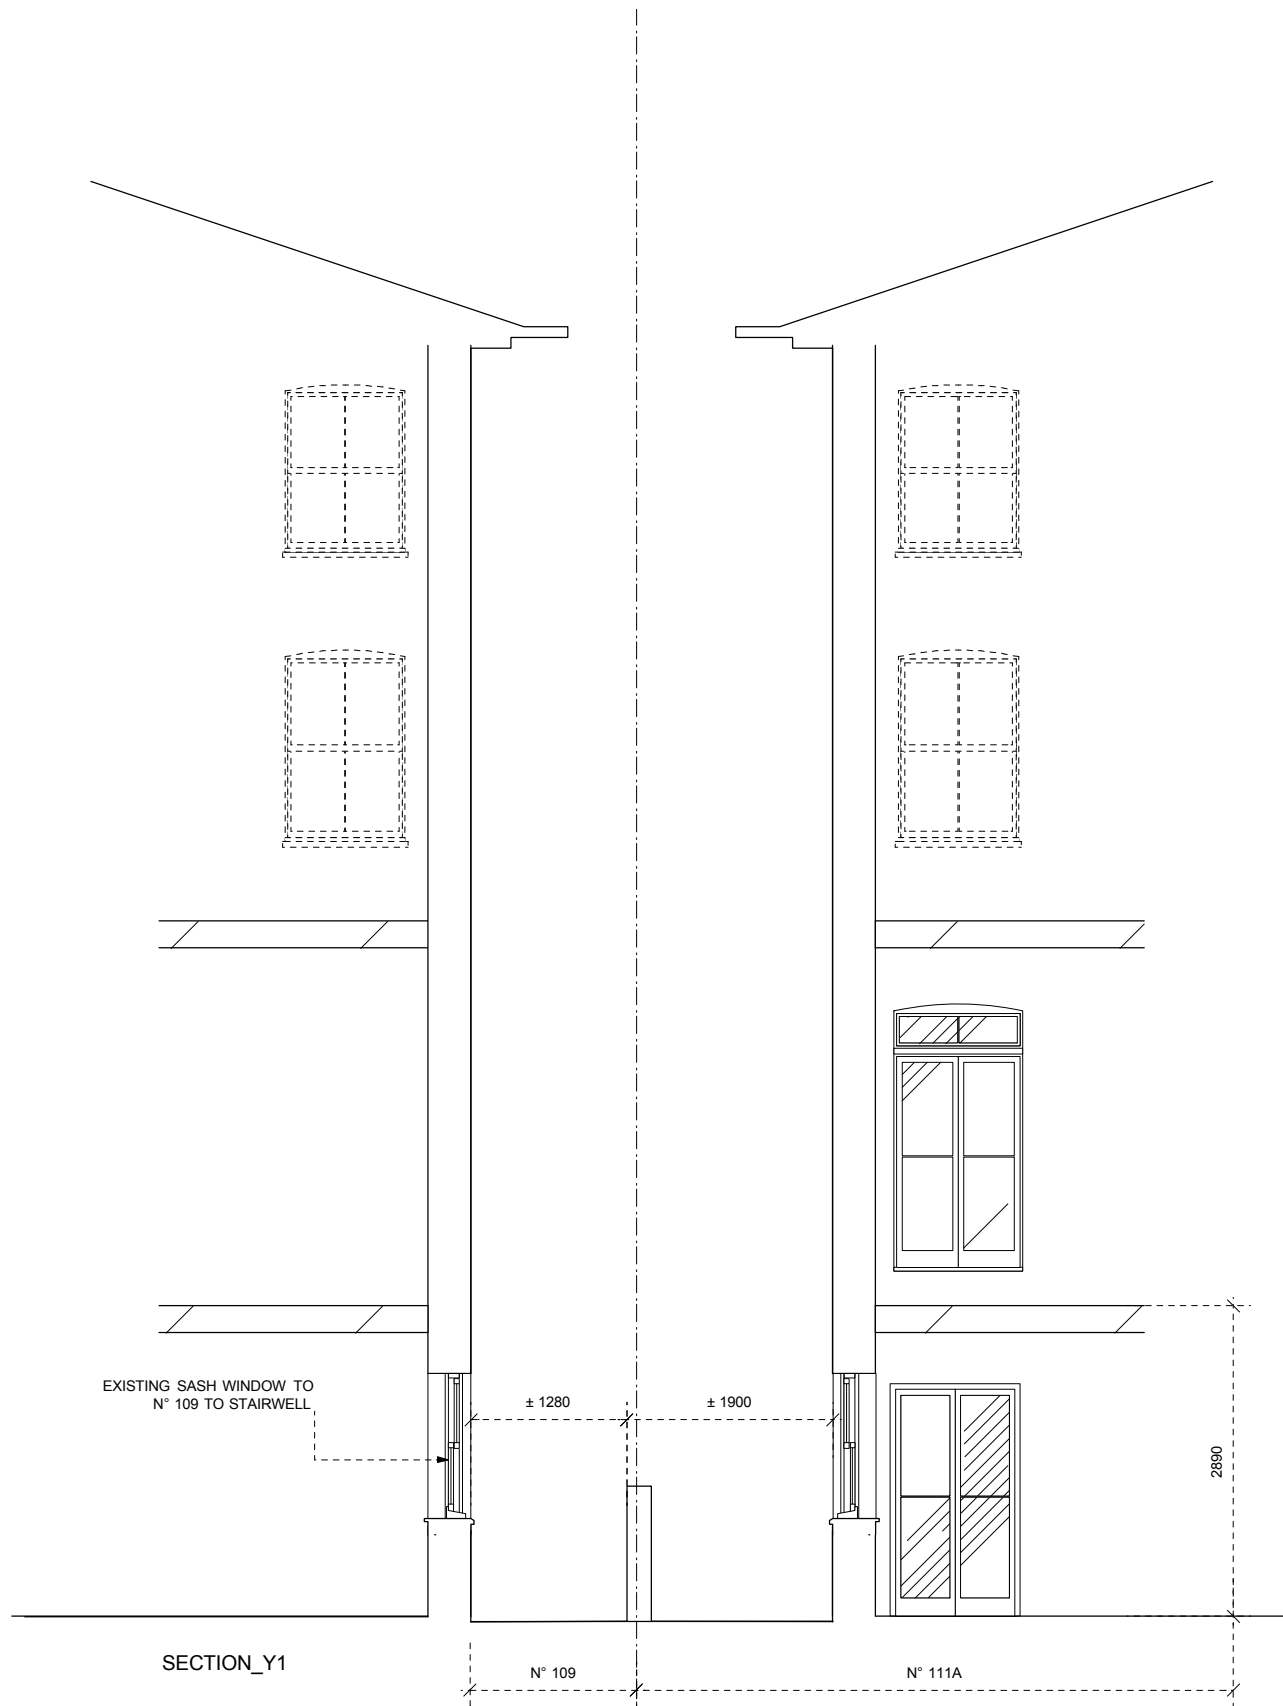 EXISTING SASH WINDOW TO
N° 109 TO STAIRWELL
± 1280
± 1900
2890
SECTION_Y1
N° 109
N° 111A